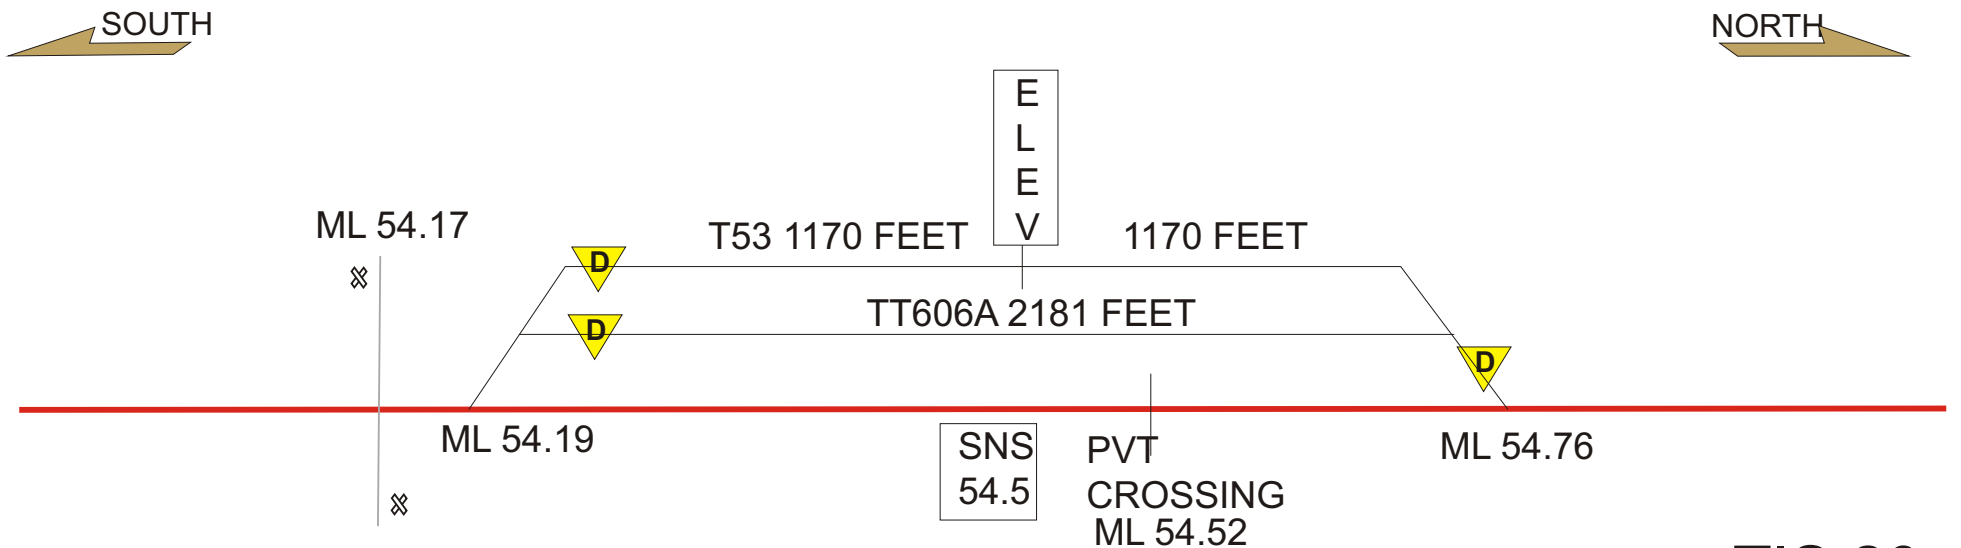 SOUTH
NORTH
E
L
E
V
ML 54.17
T53 1170 FEET
1170 FEET
D
TT606A 2181 FEET
D
D
ML 54.19
SNS
54.5
PVT
CROSSING
ML 54.52
ML 54.76